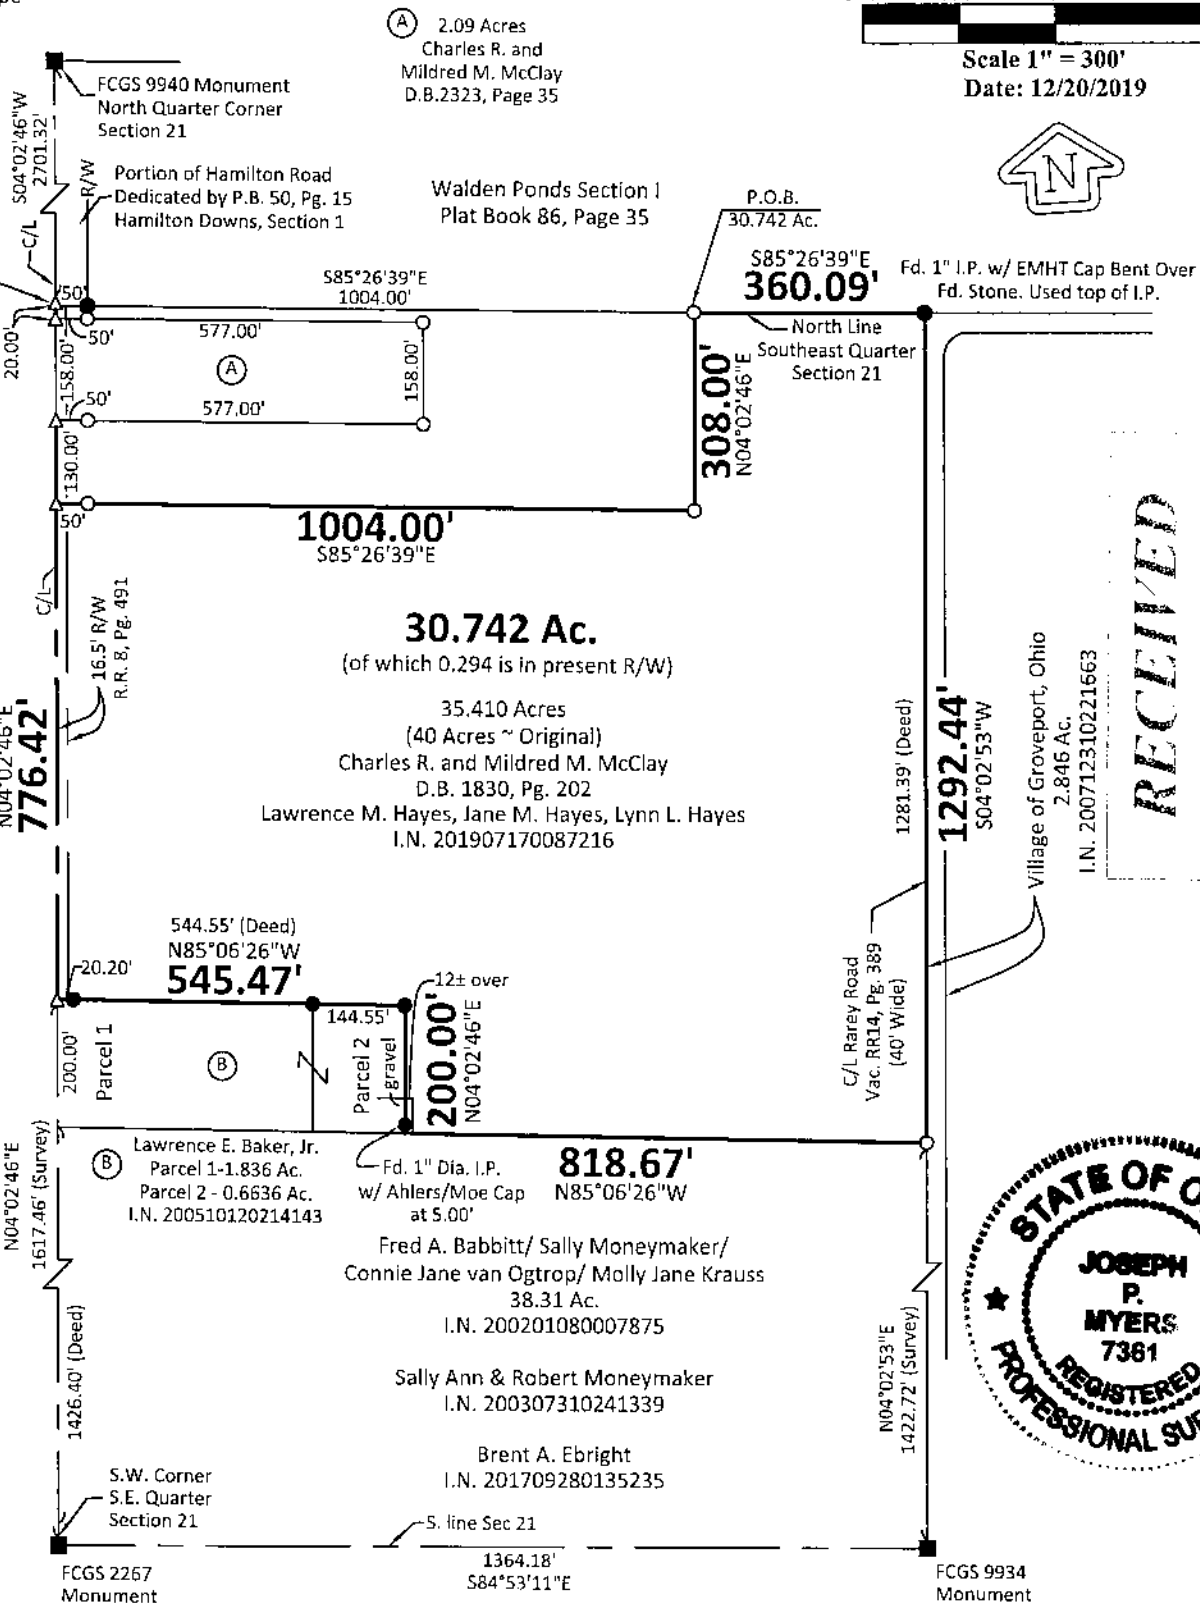 Ⓐ 2.09 Acres
Charles R. and
Mildred M. McClay
D.B.2323, Page 35
Scale 1" = 300'
Date: 12/20/2019
N
FCGS 9940 Monument
North Quarter Corner
Section 21
S04°02'46"W
2701.32'
R/W
C/L
Portion of Hamilton Road
Dedicated by P.B. 50, Pg. 15
Hamilton Downs, Section 1
Walden Ponds Section 1
Plat Book 86, Page 35
P.O.B.
30.742 Ac.
S85°26'39"E
360.09'
Fd. 1" I.P. w/ EMHT Cap Bent Over
Fd. Stone. Used top of I.P.
North Line
Southeast Quarter
Section 21
S85°26'39"E
1004.00'
50'
20.00'
50'
577.00'
158.00'
A
158.00'
50'
577.00'
130.00'
50'
308.00'
N04°02'46"E
1004.00'
S85°26'39"E
C/L
16.5' R/W
R.R. 8, Pg. 491
30.742 Ac.
(of which 0.294 is in present R/W)
35.410 Acres
(40 Acres ~ Original)
Charles R. and Mildred M. McClay
D.B. 1830, Pg. 202
Lawrence M. Hayes, Jane M. Hayes, Lynn L. Hayes
I.N. 201907170087216
N04°02'46"E
776.42'
1281.39' (Deed)
1292.44'
S04°02'53"W
Village of Groveport, Ohio
2.846 Ac.
I.N. 200712310221663
RECEIVED
C/L Rarey Road
Vac. RR14, Pg. 389
(40' Wide)
544.55' (Deed)
N85°06'26"W
545.47'
20.20'
12± over
144.55'
200.00'
Parcel 1
B
Z
Parcel 2
gravel
200.00'
N04°02'46"E
Ⓑ Lawrence E. Baker, Jr.
Parcel 1-1.836 Ac.
Parcel 2 - 0.6636 Ac.
I.N. 200510120214143
Fd. 1" Dia. I.P.
w/ Ahlers/Moe Cap
at 5.00'
818.67'
N85°06'26"W
N04°02'46"E
1617.46' (Survey)
1426.40' (Deed)
Fred A. Babbitt/ Sally Moneymaker/
Connie Jane van Ogtrop/ Molly Jane Krauss
38.31 Ac.
I.N. 200201080007875
Sally Ann & Robert Moneymaker
I.N. 200307310241339
Brent A. Ebright
I.N. 201709280135235
N04°02'53"E
1422.72' (Survey)
STATE OF O
JOSEPH
P.
MYERS
7361
REGISTERED
PROFESSIONAL SU
S.W. Corner
S.E. Quarter
Section 21
S. line Sec 21
1364.18'
S84°53'11"E
FCGS 2267
Monument
FCGS 9934
Monument